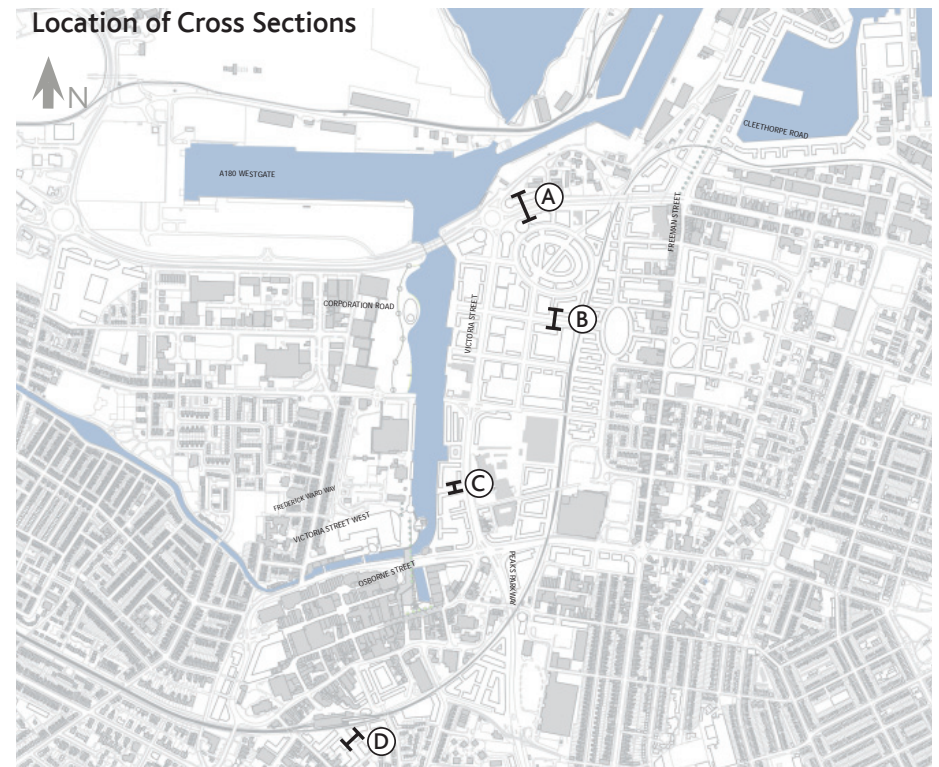 Location of Cross Sections
N
CLEETHORPE ROAD
A180 WESTGATE
A
FREEMAN STREET
CORPORATION ROAD
VICTORIA STREET
B
C
FREDERICK WARD WAY
VICTORIA STREET WEST
OSBORNE STREET
PEAKS PARKWAY
D